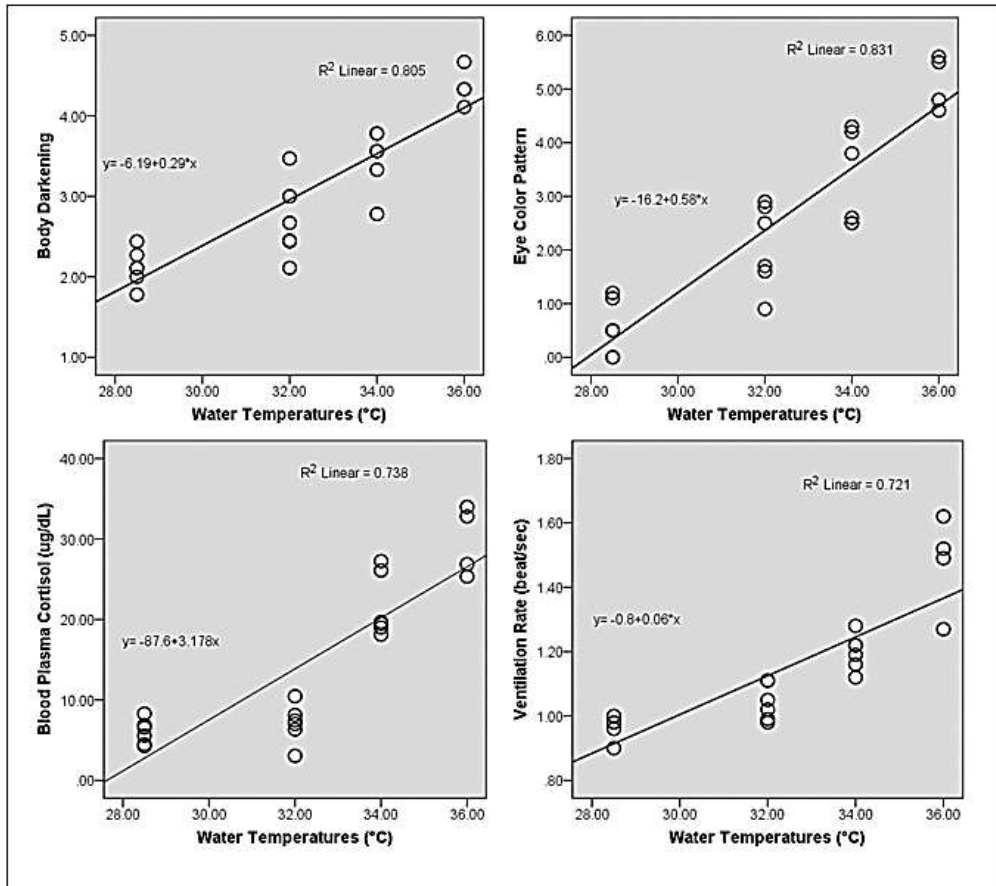 5.00
4.00
3.00
2.00
1.00
Body Darkening
R2 Linear = 0.805
y= -6.19+0.29*x
28.00 30.00 32.00 34.00 36.00
Water Temperatures (°C)
6.00
5.00
4.00
3.00
2.00
1.00
.00
Eye Color Pattern
R2 Linear = 0.831
y= -16.2+0.58*x
28.00 30.00 32.00 34.00 36.00
Water Temperatures (°C)
40.00
30.00
20.00
10.00
.00
Blood Plasma Cortisol (ug/dL)
R2 Linear = 0.738
y= -87.6+3.178x
28.00 30.00 32.00 34.00 36.00
Water Temperatures (°C)
1.80
1.60
1.40
1.20
1.00
.80
Ventilation Rate (beat/sec)
R2 Linear = 0.721
y= -0.8+0.06*x
28.00 30.00 32.00 34.00 36.00
Water Temperatures (°C)